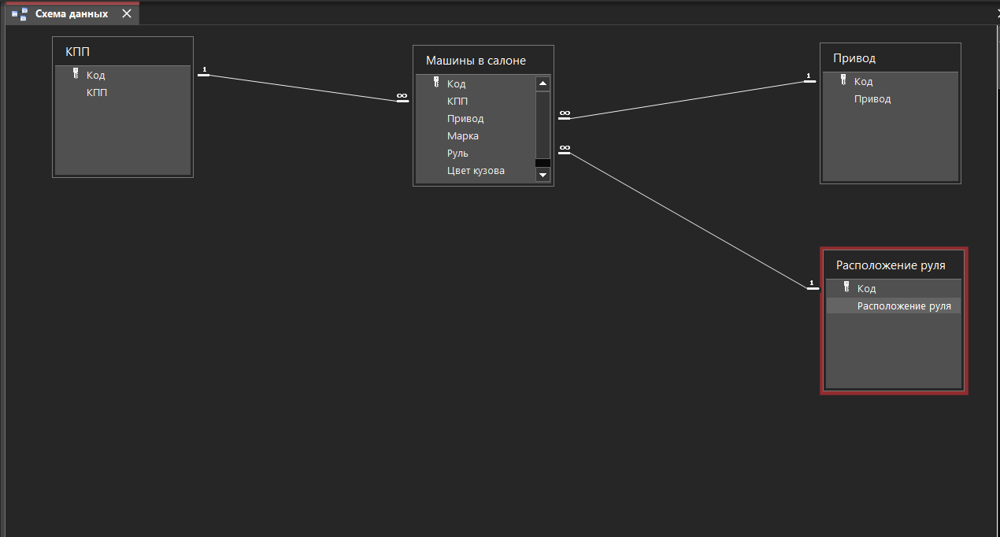 Схема данных
КПП
Код
КПП
1
∞
Машины в салоне
Код
КПП
Привод
Марка
Руль
Цвет кузова
∞
∞
1
Привод
Код
Привод
1
Расположение руля
Код
Расположение руля